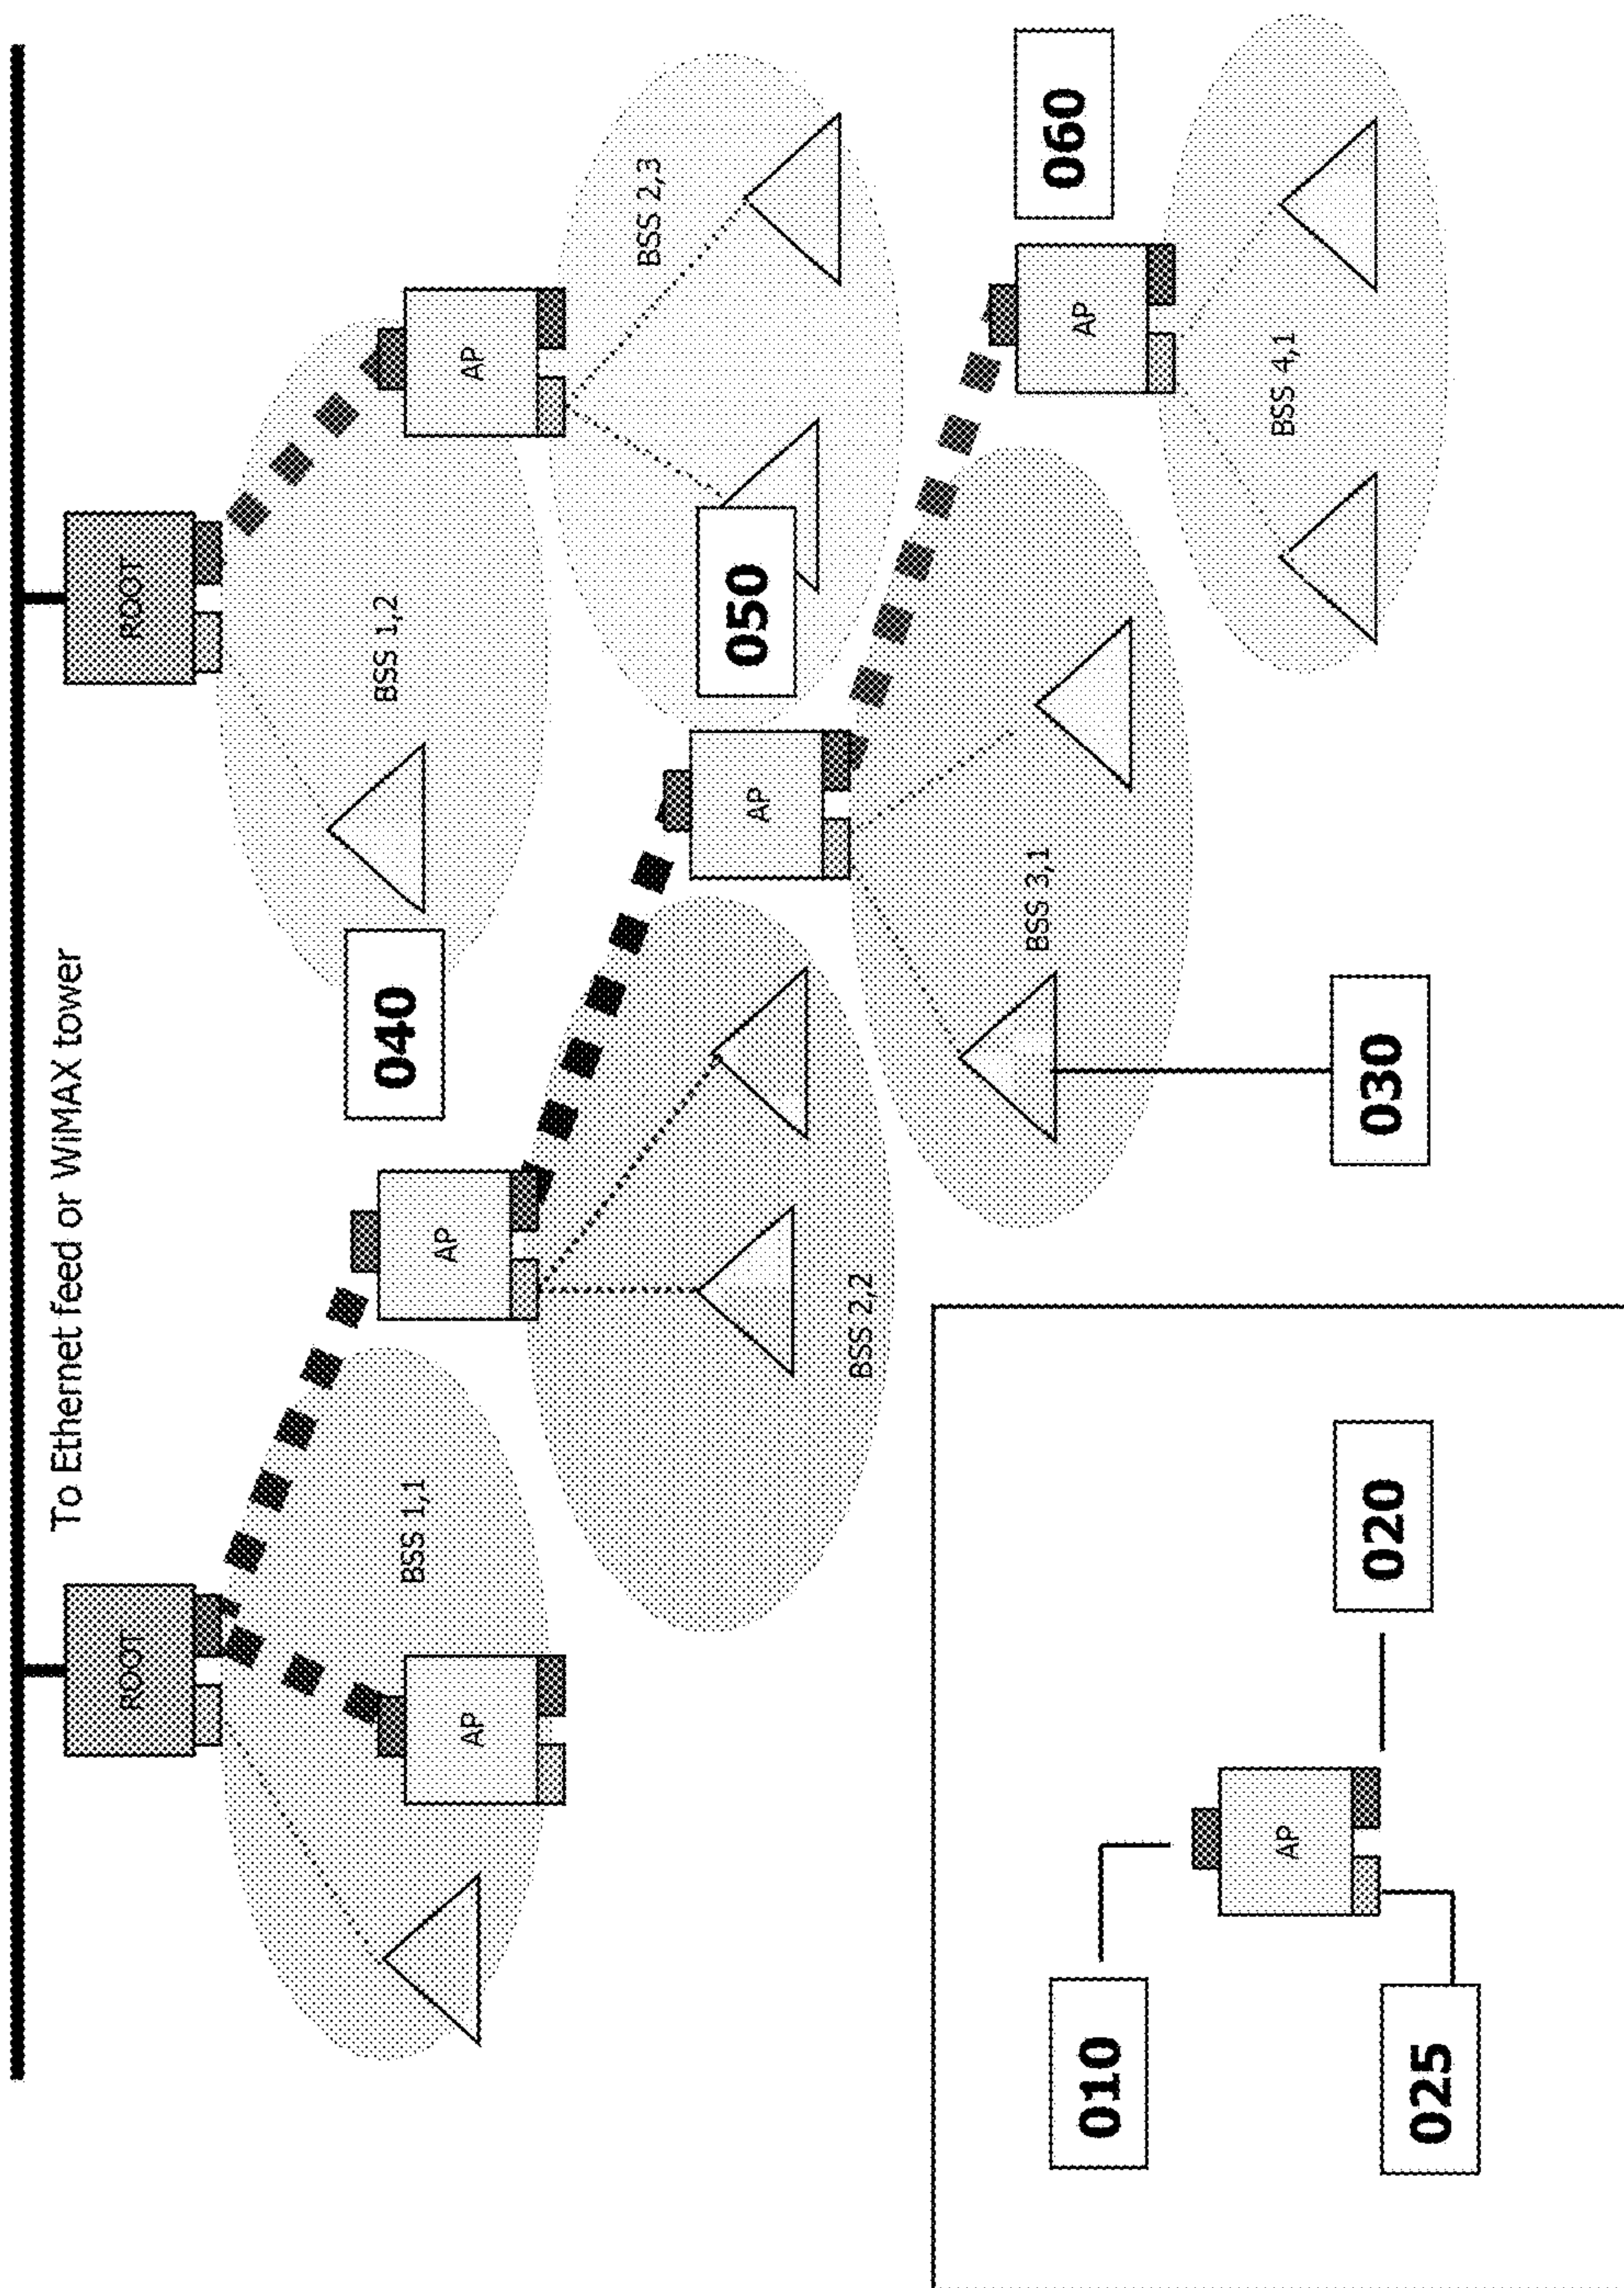 To Ethernet feed or WiMAX tower
ROOT
ROOT
BSS 1,1
AP
AP
040
BSS 1,2
AP
BSS 2,3
BSS 2,2
AP
050
BSS 3,1
AP
060
BSS 4,1
030
010
AP
020
025